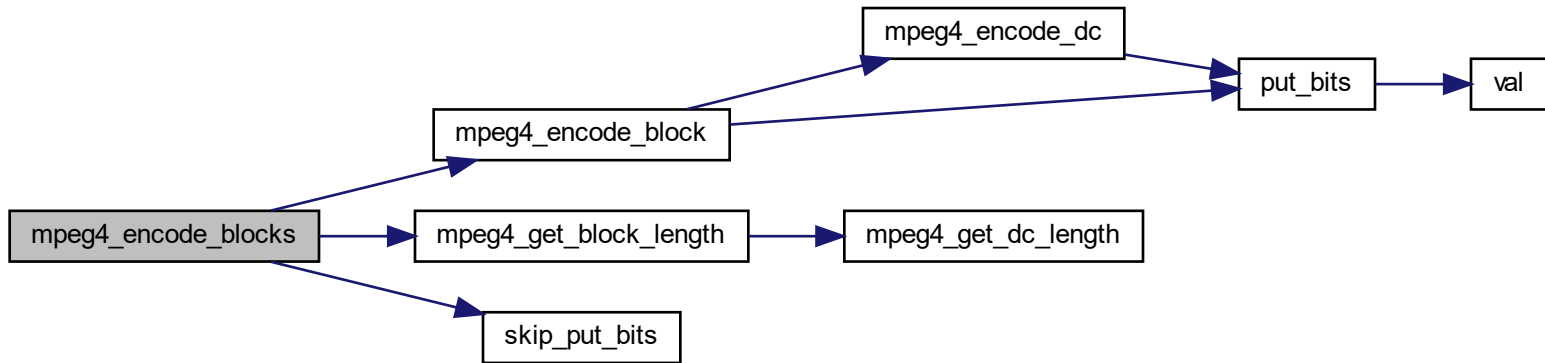 mpeg4_encode_dc
put_bits
val
mpeg4_encode_block
mpeg4_encode_blocks
mpeg4_get_block_length
mpeg4_get_dc_length
skip_put_bits